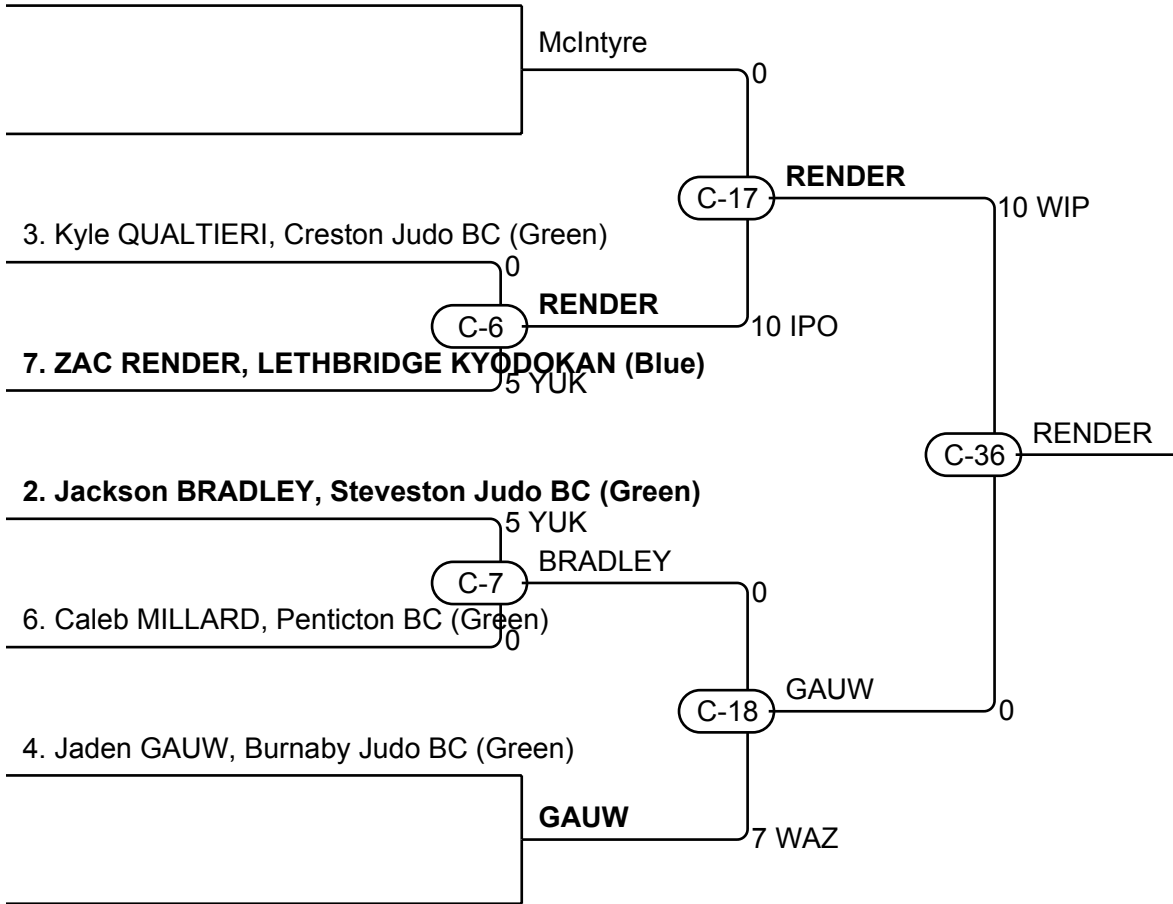 McIntyre
0
C-17
RENDER
10 WIP
3. Kyle QUALTIERI, Creston Judo BC (Green)
0
C-6
RENDER
10 IPO
7. ZAC RENDER, LETHBRIDGE KYODOKAN (Blue)
5 YUK
C-36
RENDER
2. Jackson BRADLEY, Steveston Judo BC (Green)
5 YUK
C-7
BRADLEY
0
6. Caleb MILLARD, Penticton BC (Green)
0
C-18
GAUW
0
4. Jaden GAUW, Burnaby Judo BC (Green)
GAUW
7 WAZ